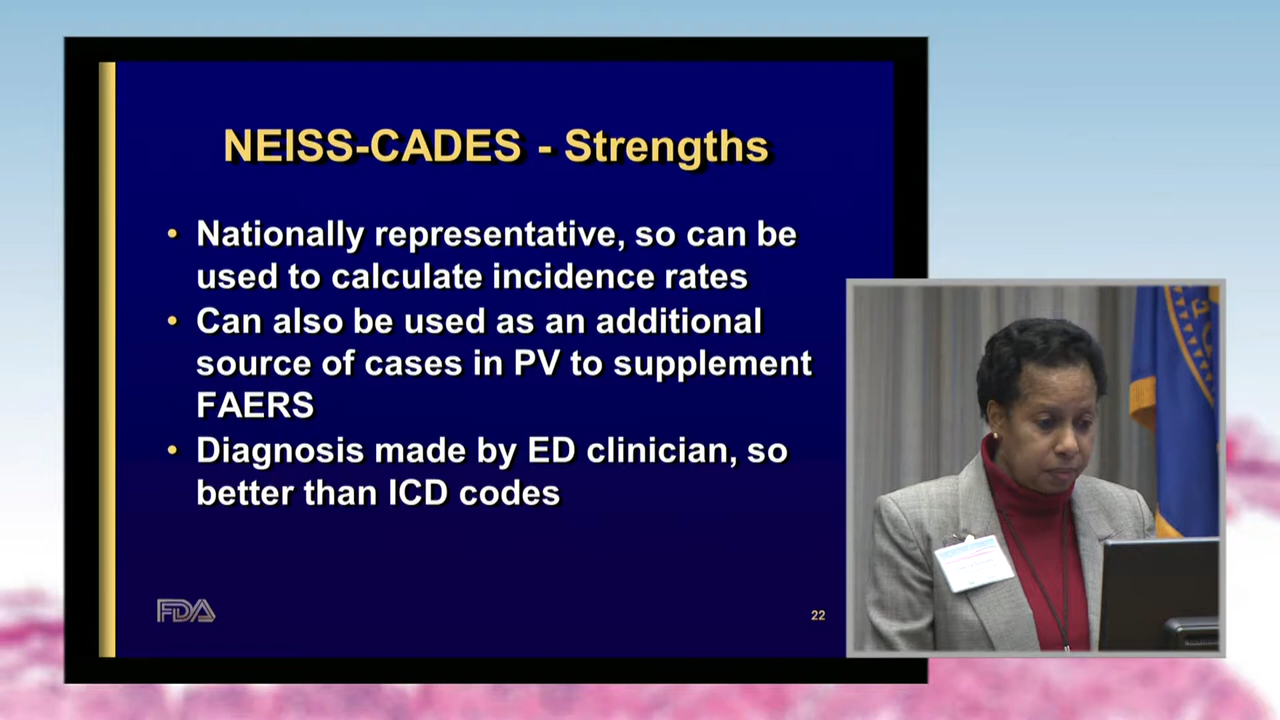 NEISS-CADES - Strengths
• Nationally representative, so can be
used to calculate incidence rates
• Can also be used as an additional
source of cases in PV to supplement
FAERS
• Diagnosis made by ED clinician, so
better than ICD codes
FDA
22